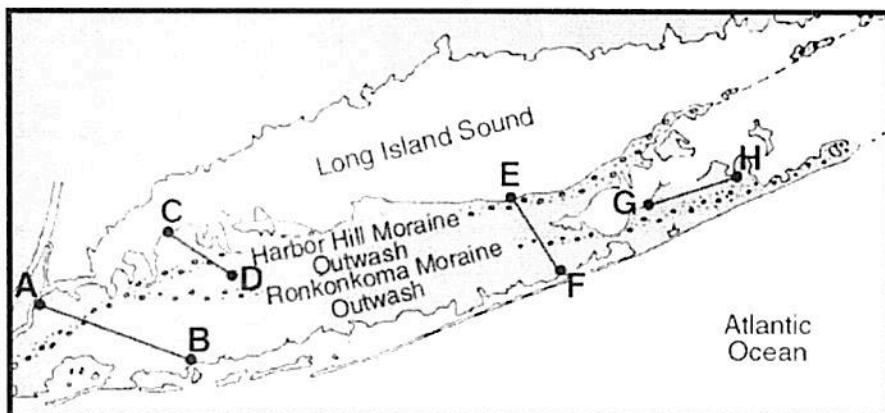 Long Island Sound
E
H
C
G
Harbor Hill Moraine
Outwash
D
Ronkonkoma Moraine
Outwash
F
A
B
Atlantic
Ocean